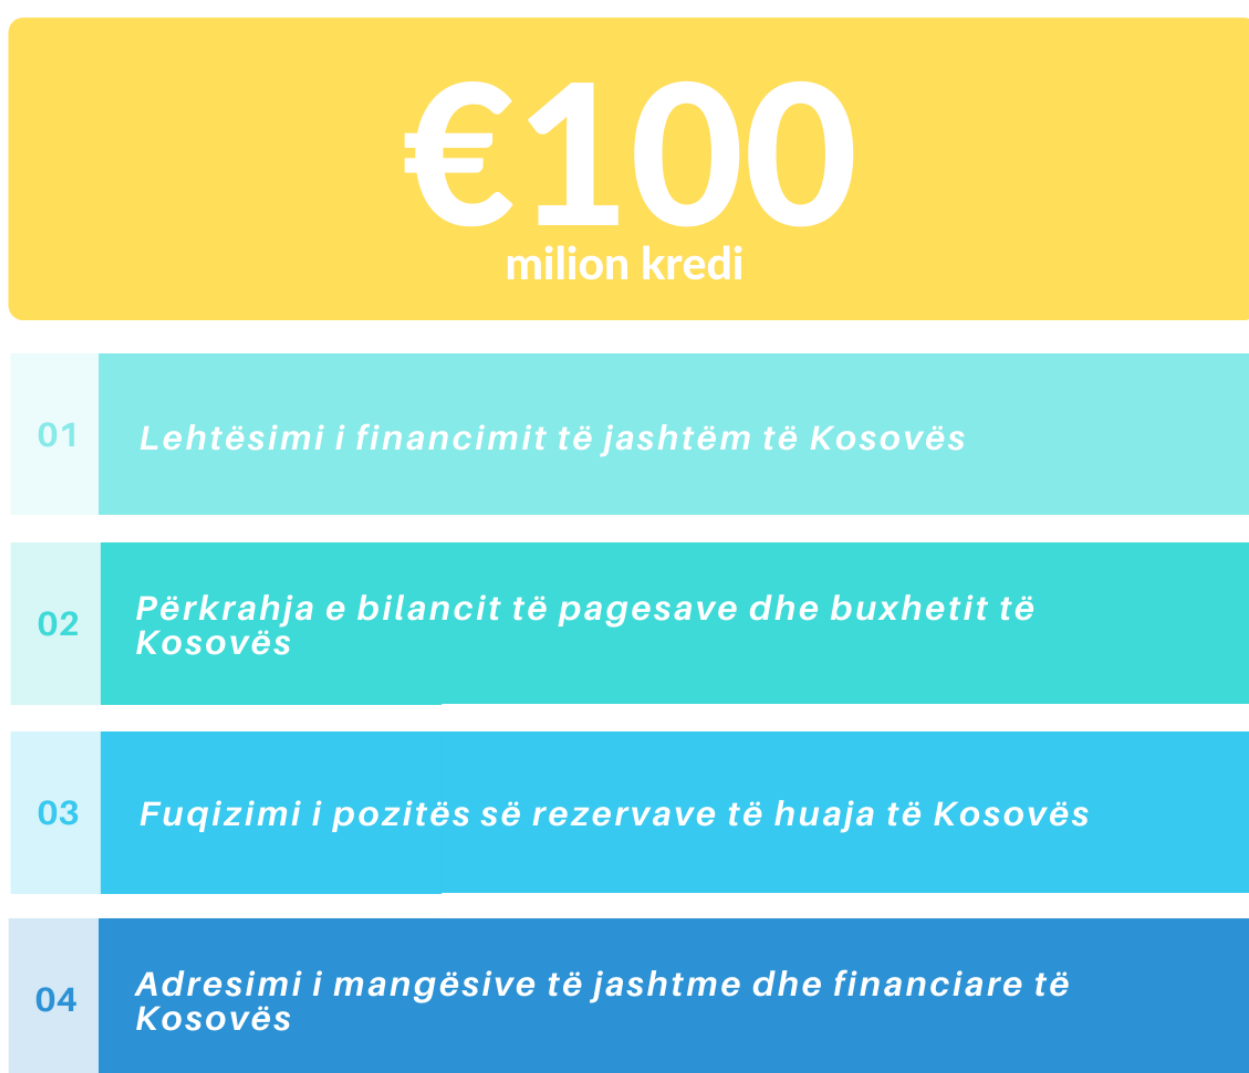 €100
milion kredi
01
Lehtësimi i financimit të jashtëm të Kosovës
02
Përkrahja e bilancit të pagesave dhe buxhetit të
Kosovës
03
Fuqizimi i pozitës së rezervave të huaja të Kosovës
04
Adresimi i mangësive të jashtme dhe financiare të
Kosovës